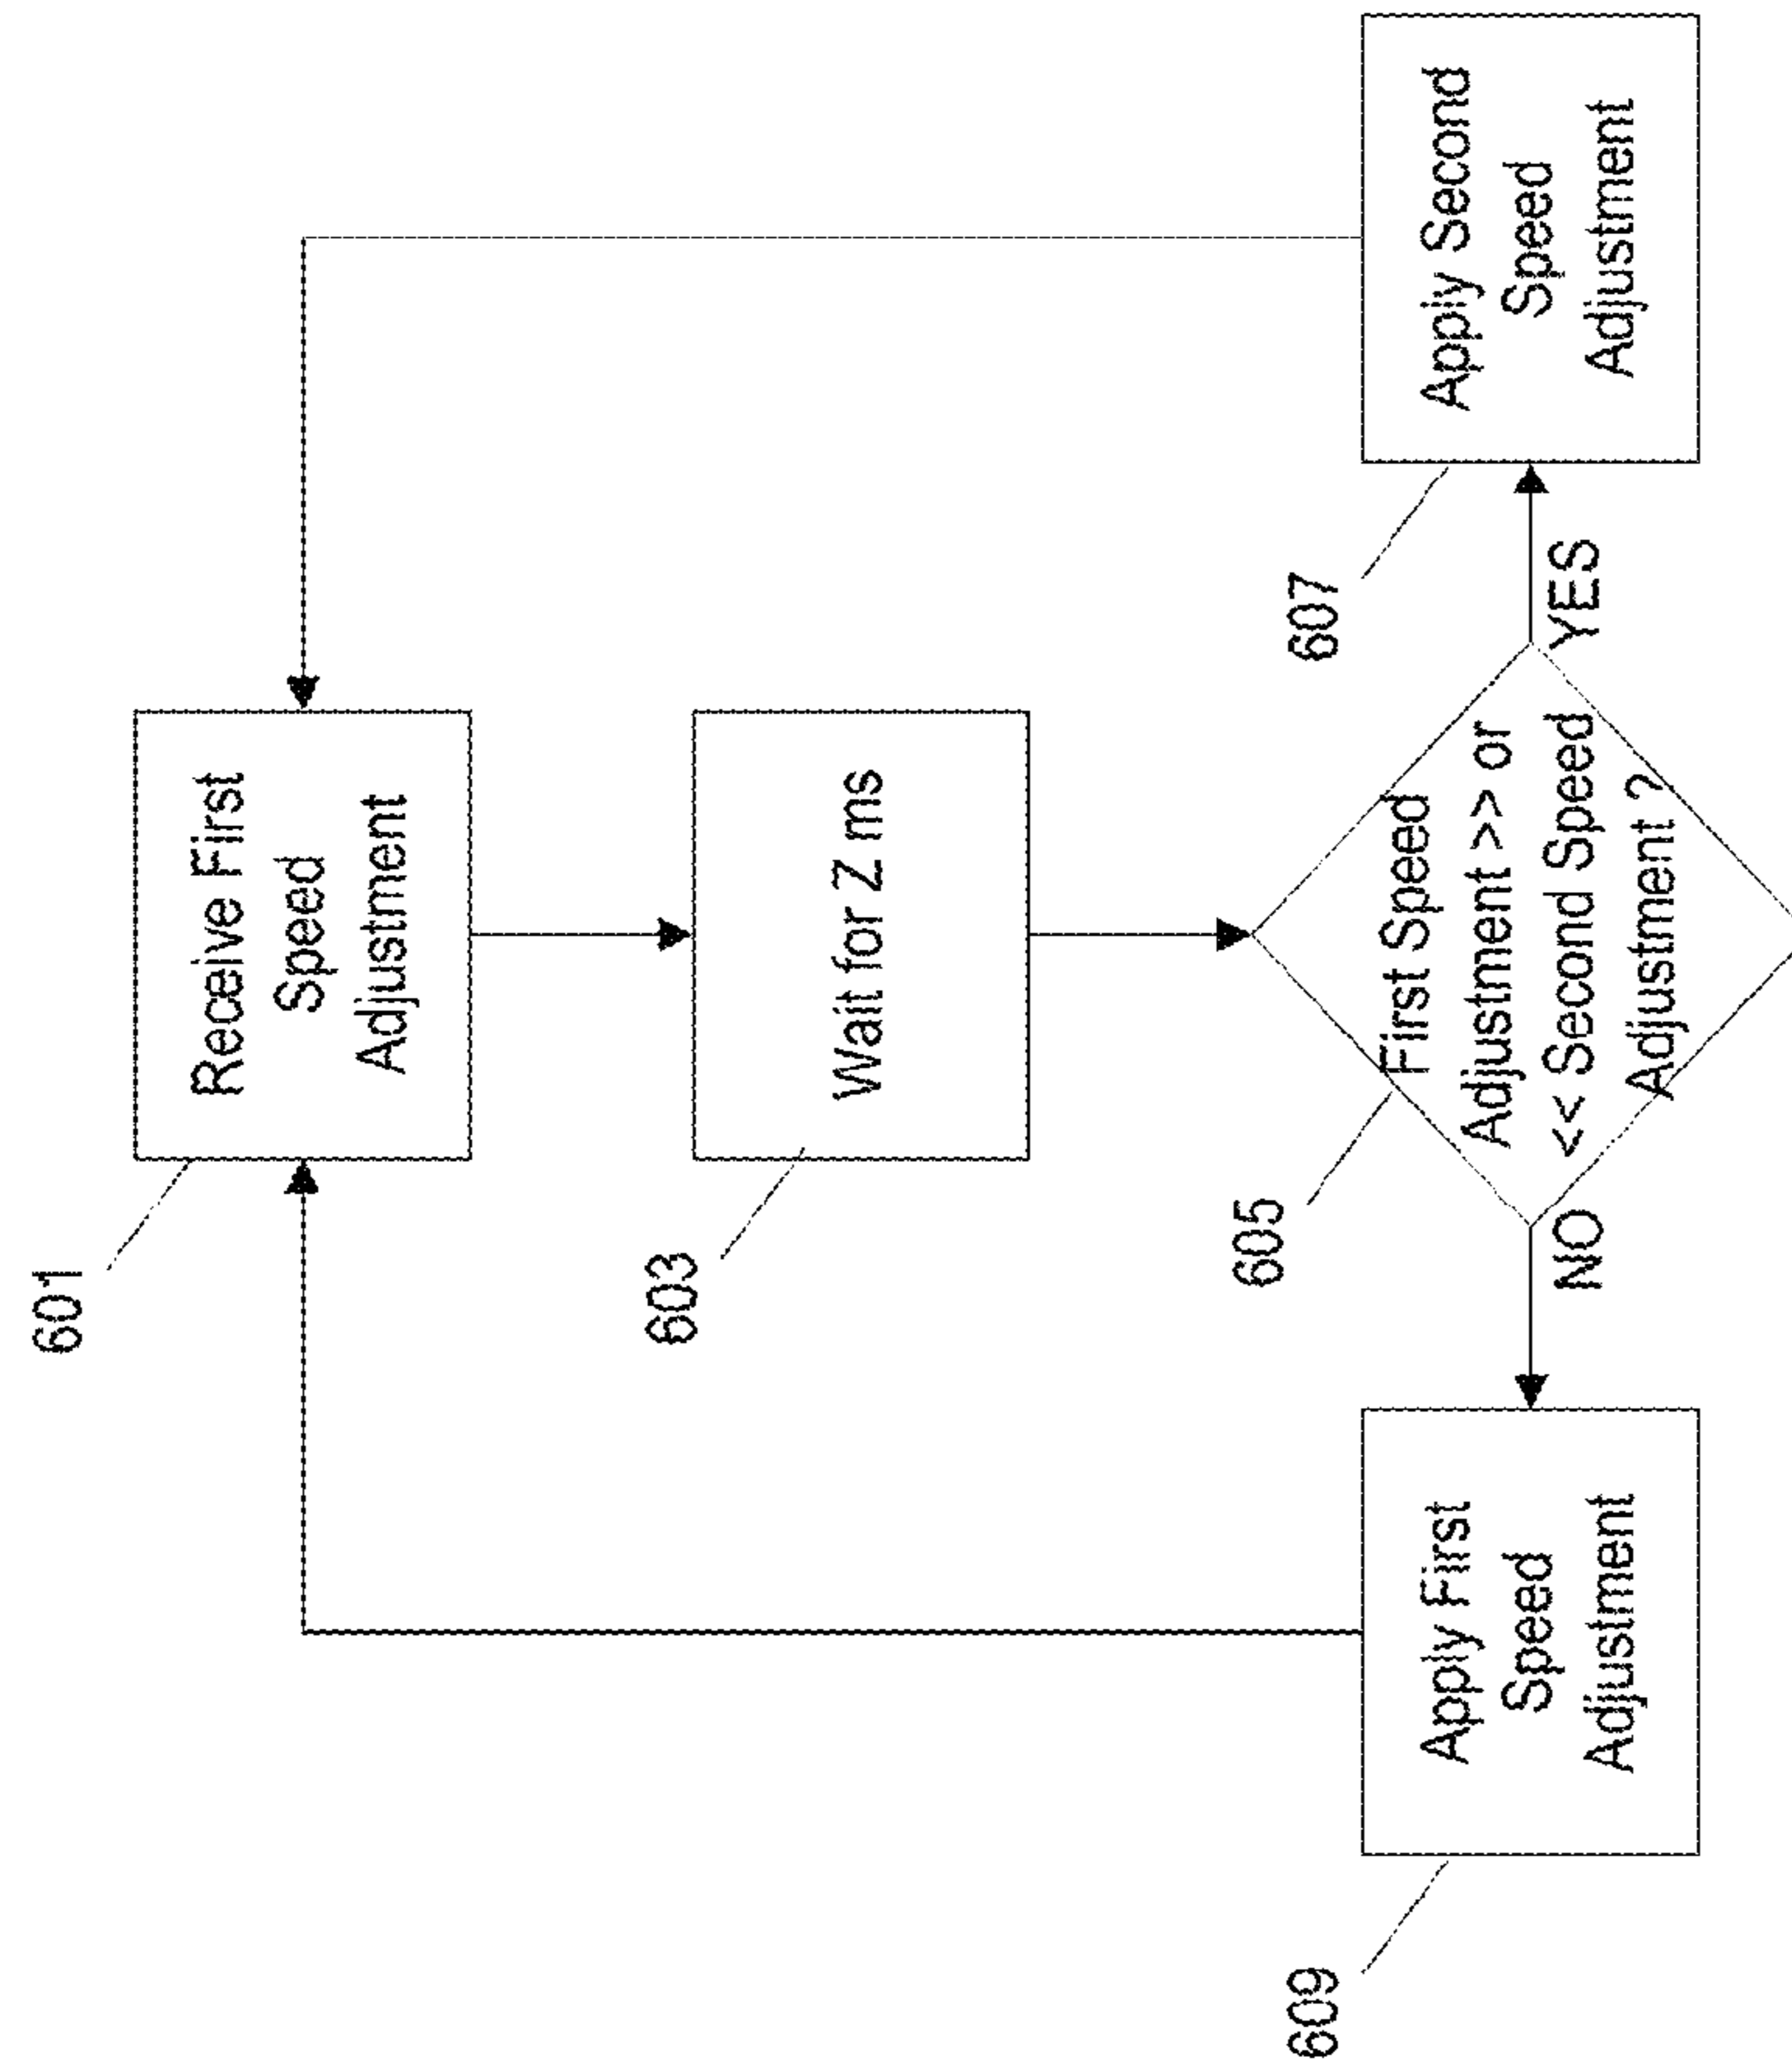 601
Receive First
Speed
Adjustment
603
Wait for Z ms
605
First Speed
Adjustment >> or
<< Second Speed
Adjustment ?
NO
YES
609
Apply First
Speed
Adjustment
607
Apply Second
Speed
Adjustment